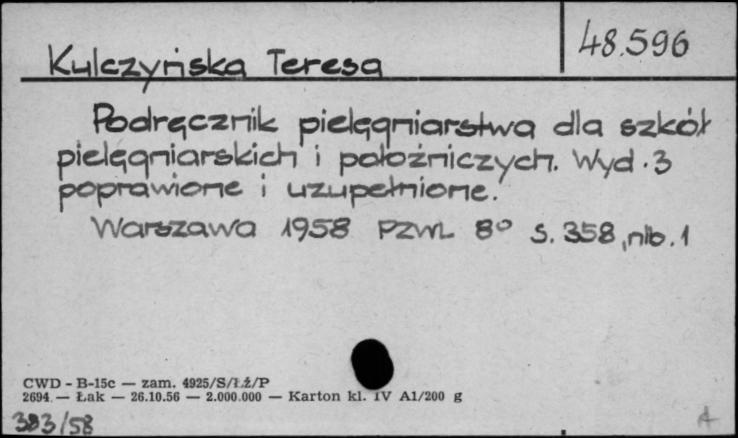 48.596
Kulczyńska Teresa
Podręcznik pielęgniarstwa dla szkół
pielęgniarskich i położniczych. Wyd. 3
poprawione i uzupełnione.
Warszawa 1958 PZWL 8° s. 358, nlb. 1
CWD - B-15c — zam. 4925/S/Łż/P
2694 — Łak — 26.10.56 — 2.000.000 — Karton kl. IV A1/200 g
383/58
A